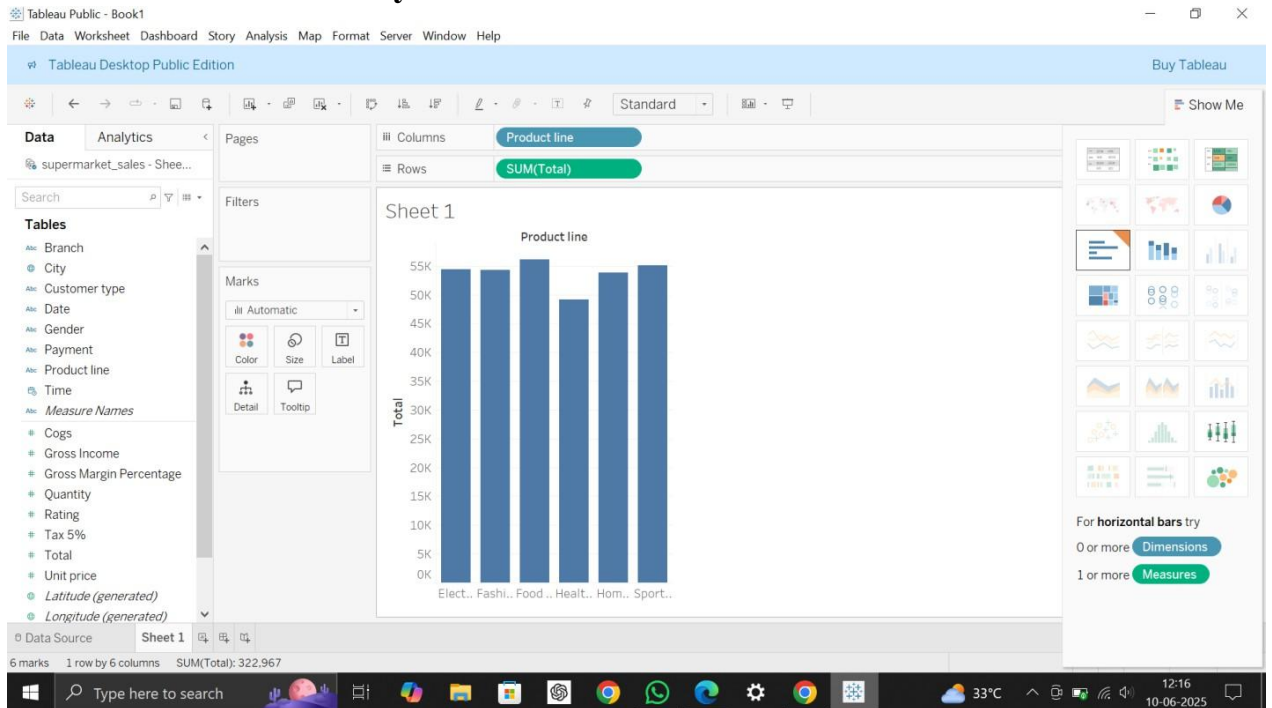 Tableau Public - Book1
File Data Worksheet Dashboard Story Analysis Map Format Server Window Help
Tableau Desktop Public Edition
Buy Tableau
Standard
Show Me
Data Analytics
Pages
Columns Product line
supermarket_sales - Shee...
Rows SUM(Total)
Search
Filters
Sheet 1
Tables
Product line
Abc Branch
City
Abc Customer type
Abc Date
Abc Gender
Abc Payment
Abc Product line
Time
Abc Measure Names
# Cogs
# Gross Income
# Gross Margin Percentage
# Quantity
# Rating
# Tax 5%
# Total
# Unit price
Latitude (generated)
Longitude (generated)
Marks
Automatic
Color Size Label
Detail Tooltip
Total
55K
50K
45K
40K
35K
30K
25K
20K
15K
10K
5K
0K
Elect.. Fashi.. Food .. Healt.. Hom.. Sport..
For horizontal bars try
0 or more Dimensions
1 or more Measures
Data Source Sheet 1
6 marks 1 row by 6 columns SUM(Total): 322,967
Type here to search
33°C
12:16
10-06-2025